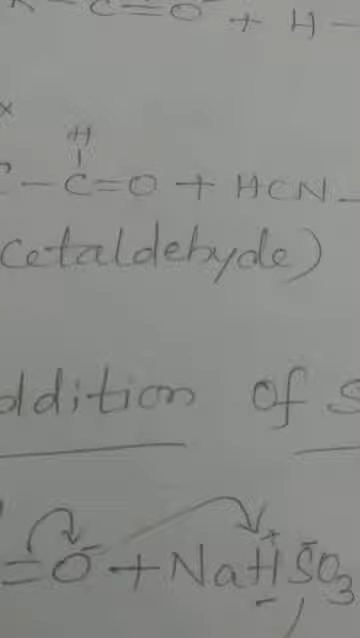 C=O + H-
H
-C=O + HCN-
cetaldehyde)
ddition of S
=O + NaHSO3